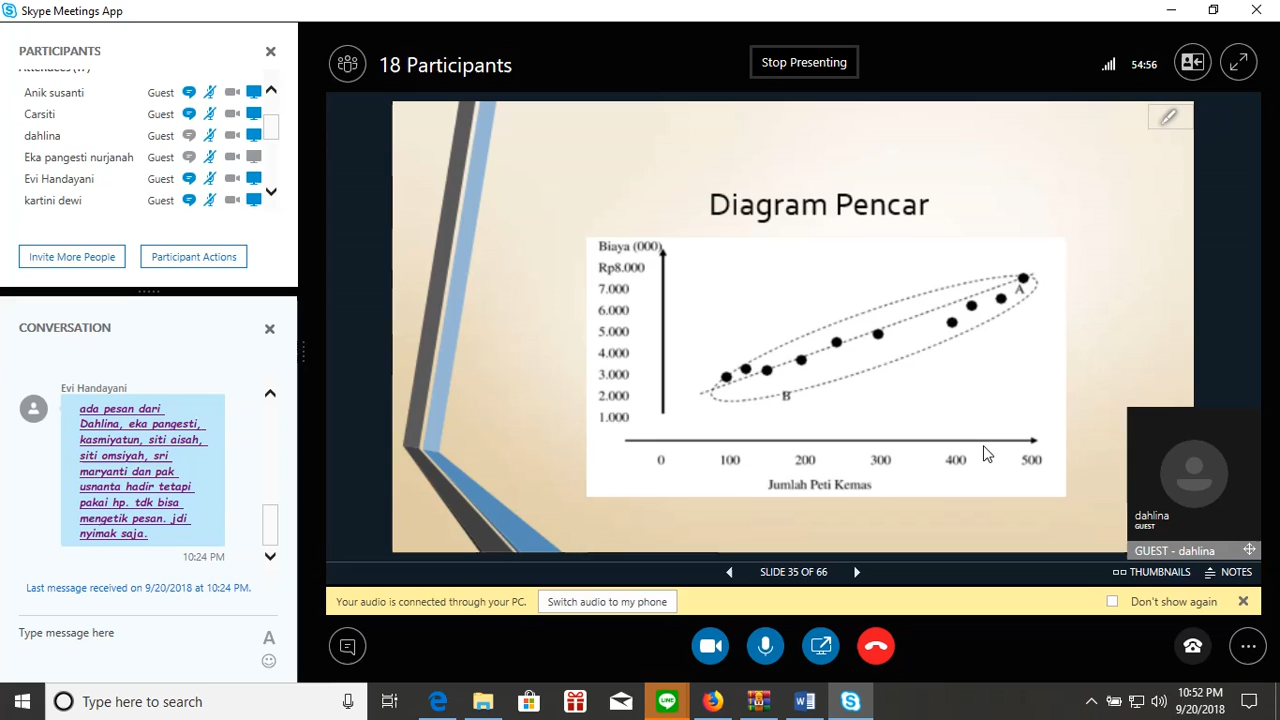 Skype Meetings App
PARTICIPANTS
Anik susanti Guest
Carsiti Guest
dahlina Guest
Eka pangesti nurjanah Guest
Evi Handayani Guest
kartini dewi Guest
Invite More People Participant Actions
CONVERSATION
Evi Handayani
ada pesan dari
Dahlina, eka pangesti,
kasmiyatun, siti aisah,
siti omsiyah, sri
maryanti dan pak
usnanta hadir tetapi
pakai hp. tdk bisa
mengetik pesan. jdi
nyimak saja.
10:24 PM
Last message received on 9/20/2018 at 10:24 PM.
Type message here
18 Participants
Stop Presenting
54:56
Diagram Pencar
Biaya (000)
Rp8.000
7.000
6.000
5.000
4.000
3.000
2.000
1.000
A
B
0 100 200 300 400 500
Jumlah Peti Kemas
dahlina
GUEST
GUEST - dahlina
SLIDE 35 OF 66
THUMBNAILS NOTES
Your audio is connected through your PC. Switch audio to my phone Don't show again
Type here to search
10:52 PM
9/20/2018